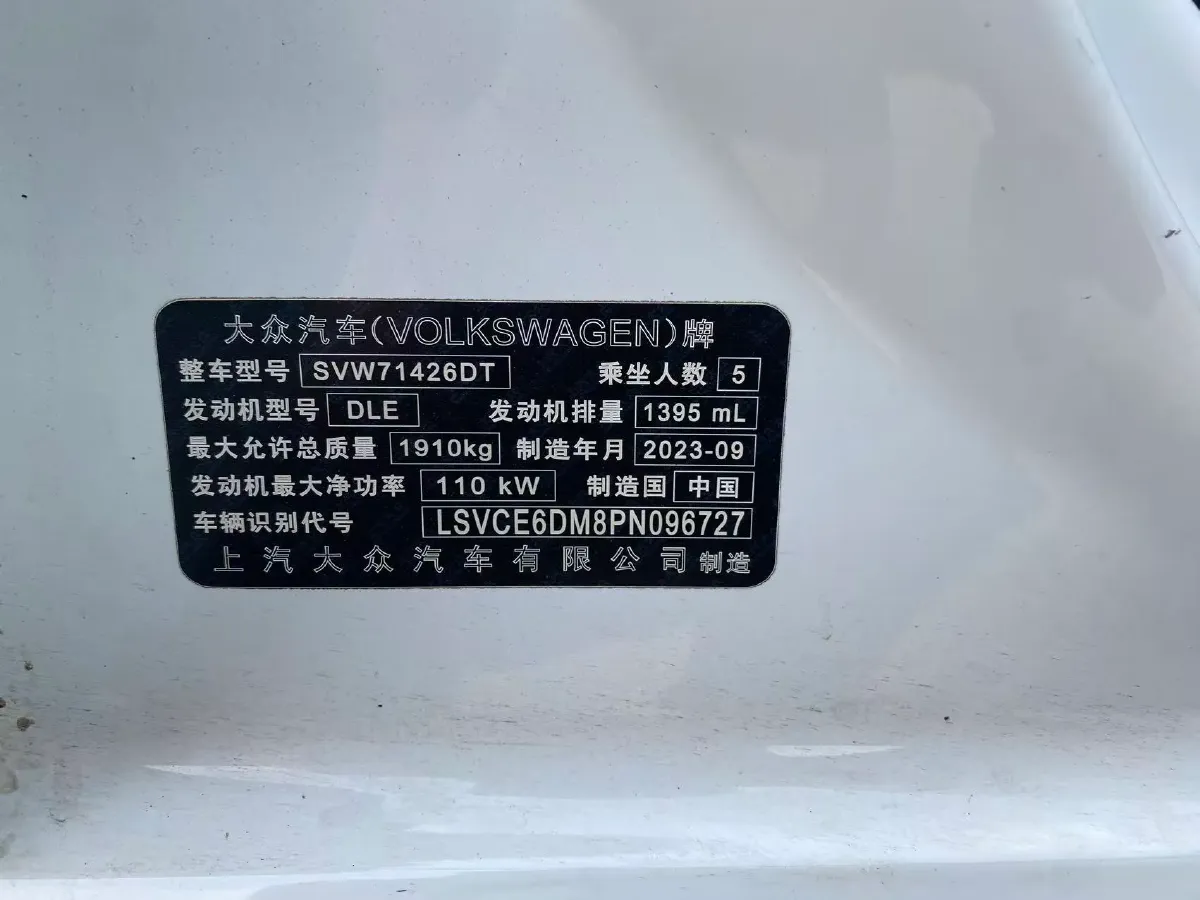 大众汽车(VOLKSWAGEN)牌
整车型号 SVW71426DT 乘坐人数 5
发动机型号 DLE 发动机排量 1395 mL
最大允许总质量 1910kg 制造年月 2023-09
发动机最大净功率 110 kW 制造国 中国
车辆识别代号 LSVCE6DM8PN096727
上汽大众汽车有限公司制造